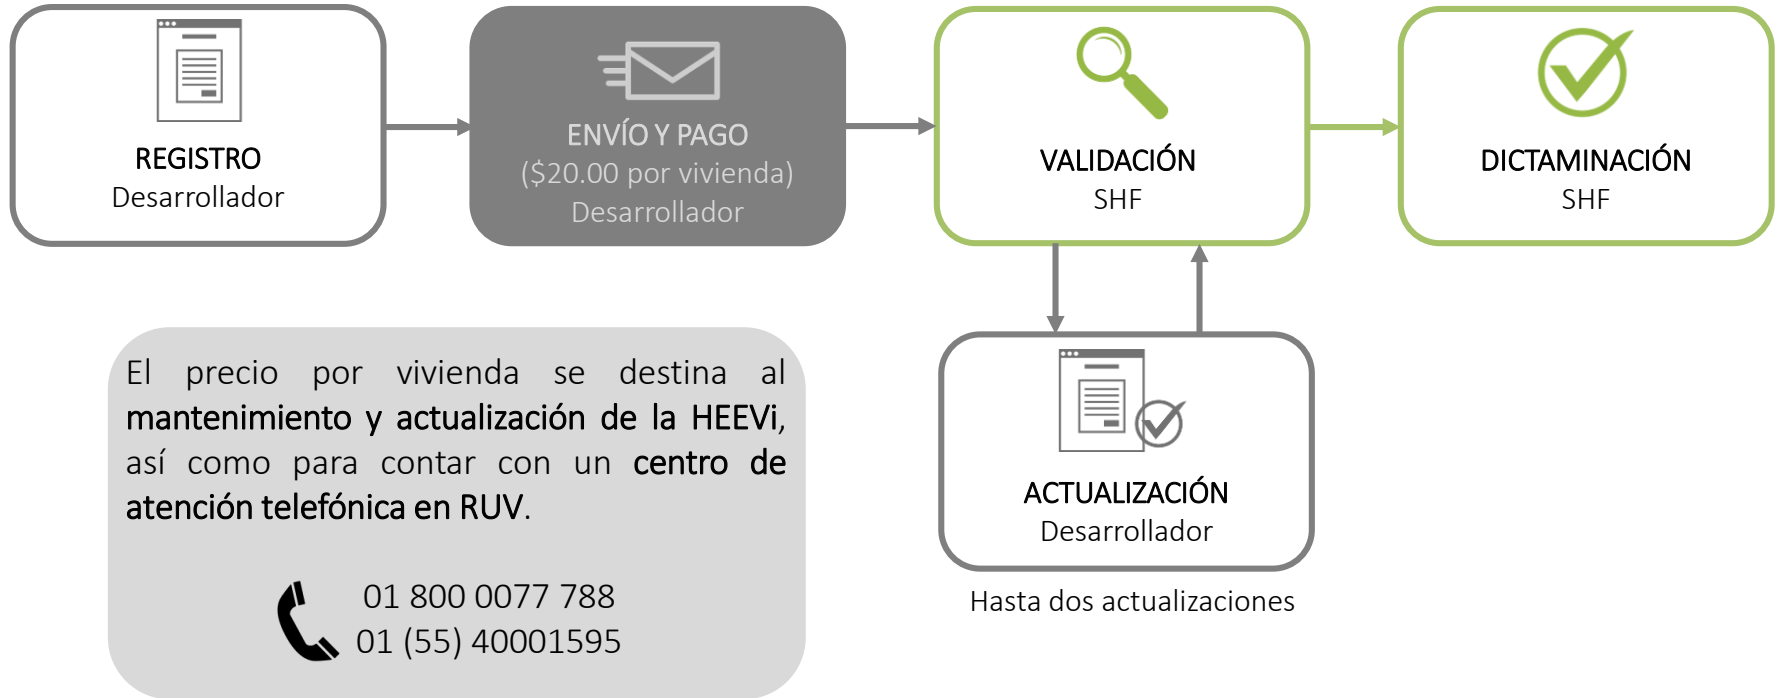 REGISTRO
Desarrollador
ENVÍO Y PAGO
($20.00 por vivienda)
Desarrollador
VALIDACIÓN
SHF
DICTAMINACIÓN
SHF
El precio por vivienda se destina al
mantenimiento y actualización de la HEEVi,
así como para contar con un centro de
atención telefónica en RUV.
01 800 0077 788
01 (55) 40001595
ACTUALIZACIÓN
Desarrollador
Hasta dos actualizaciones